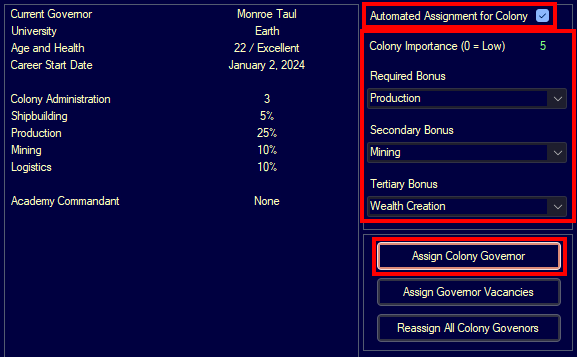 Current Governor Monroe Taul
University Earth
Age and Health 22 / Excellent
Career Start Date January 2, 2024
Colony Administration 3
Shipbuilding 5%
Production 25%
Mining 10%
Logistics 10%
Academy Commandant None
Automated Assignment for Colony
Colony Importance (0 = Low) 5
Required Bonus
Production
Secondary Bonus
Mining
Tertiary Bonus
Wealth Creation
Assign Colony Governor
Assign Governor Vacancies
Reassign All Colony Govenors